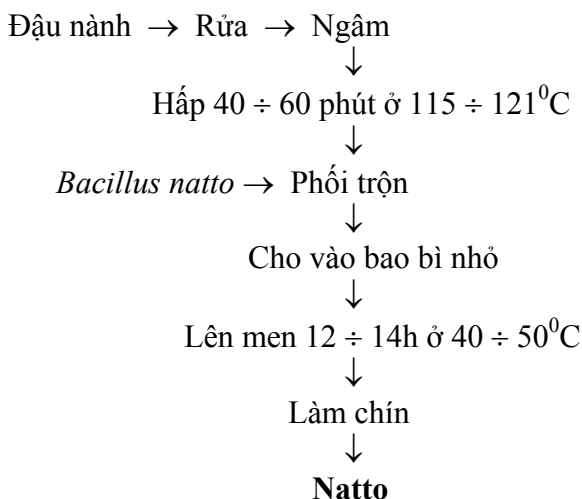 Đậu nành → Rửa → Ngâm
↓
Hấp 40 ÷ 60 phút ở 115 ÷ 121⁰C
↓
Bacillus natto → Phối trộn
↓
Cho vào bao bì nhỏ
↓
Lên men 12 ÷ 14h ở 40 ÷ 50⁰C
↓
Làm chín
↓
Natto